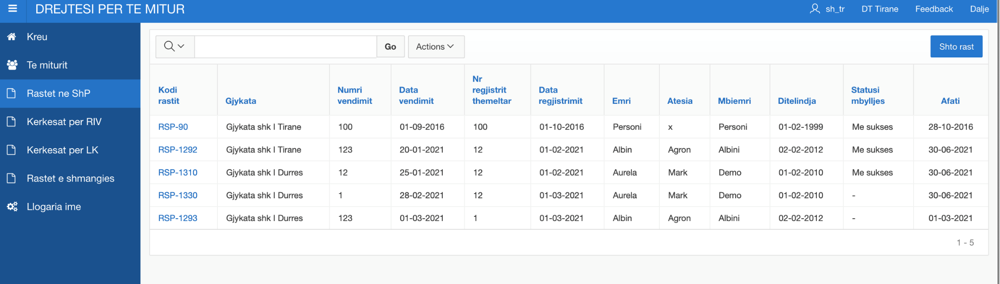 DREJTESI PER TE MITUR
sh_tr DT Tirane Feedback Dalje
Kreu
Te miturit
Rastet ne ShP
Kerkesat per RIV
Kerkesat per LK
Rastet e shmangies
Llogaria ime
Go Actions Shto rast
Kodi rastit Gjykata Numri vendimit Data vendimit Nr regjistrit themeltar Data regjistrimit Emri Atesia Mbiemri Ditelindja Statusi mbylljes Afati
RSP-90 Gjykata shk I Tirane 100 01-09-2016 100 01-10-2016 Personi x Personi 01-02-1999 Me sukses 28-10-2016
RSP-1292 Gjykata shk I Tirane 123 20-01-2021 12 01-02-2021 Albin Agron Albini 02-02-2012 Me sukses 30-06-2021
RSP-1310 Gjykata shk I Durres 12 25-01-2021 12 01-02-2021 Aurela Mark Demo 01-02-2010 Me sukses 30-06-2021
RSP-1330 Gjykata shk I Durres 1 28-02-2021 12 01-03-2021 Aurela Mark Demo 01-02-2010 - 30-06-2021
RSP-1293 Gjykata shk I Durres 123 01-03-2021 1 01-03-2021 Albin Agron Albini 02-02-2012 - 01-03-2021
1 - 5